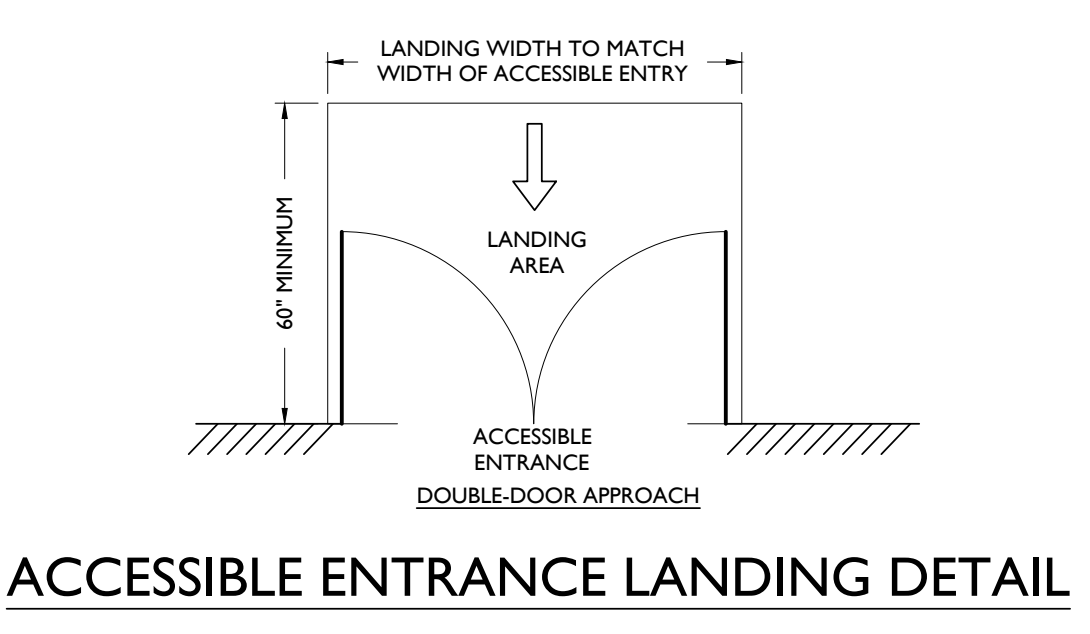 LANDING WIDTH TO MATCH
WIDTH OF ACCESSIBLE ENTRY
60" MINIMUM
LANDING
AREA
ACCESSIBLE
ENTRANCE
DOUBLE-DOOR APPROACH
ACCESSIBLE ENTRANCE LANDING DETAIL